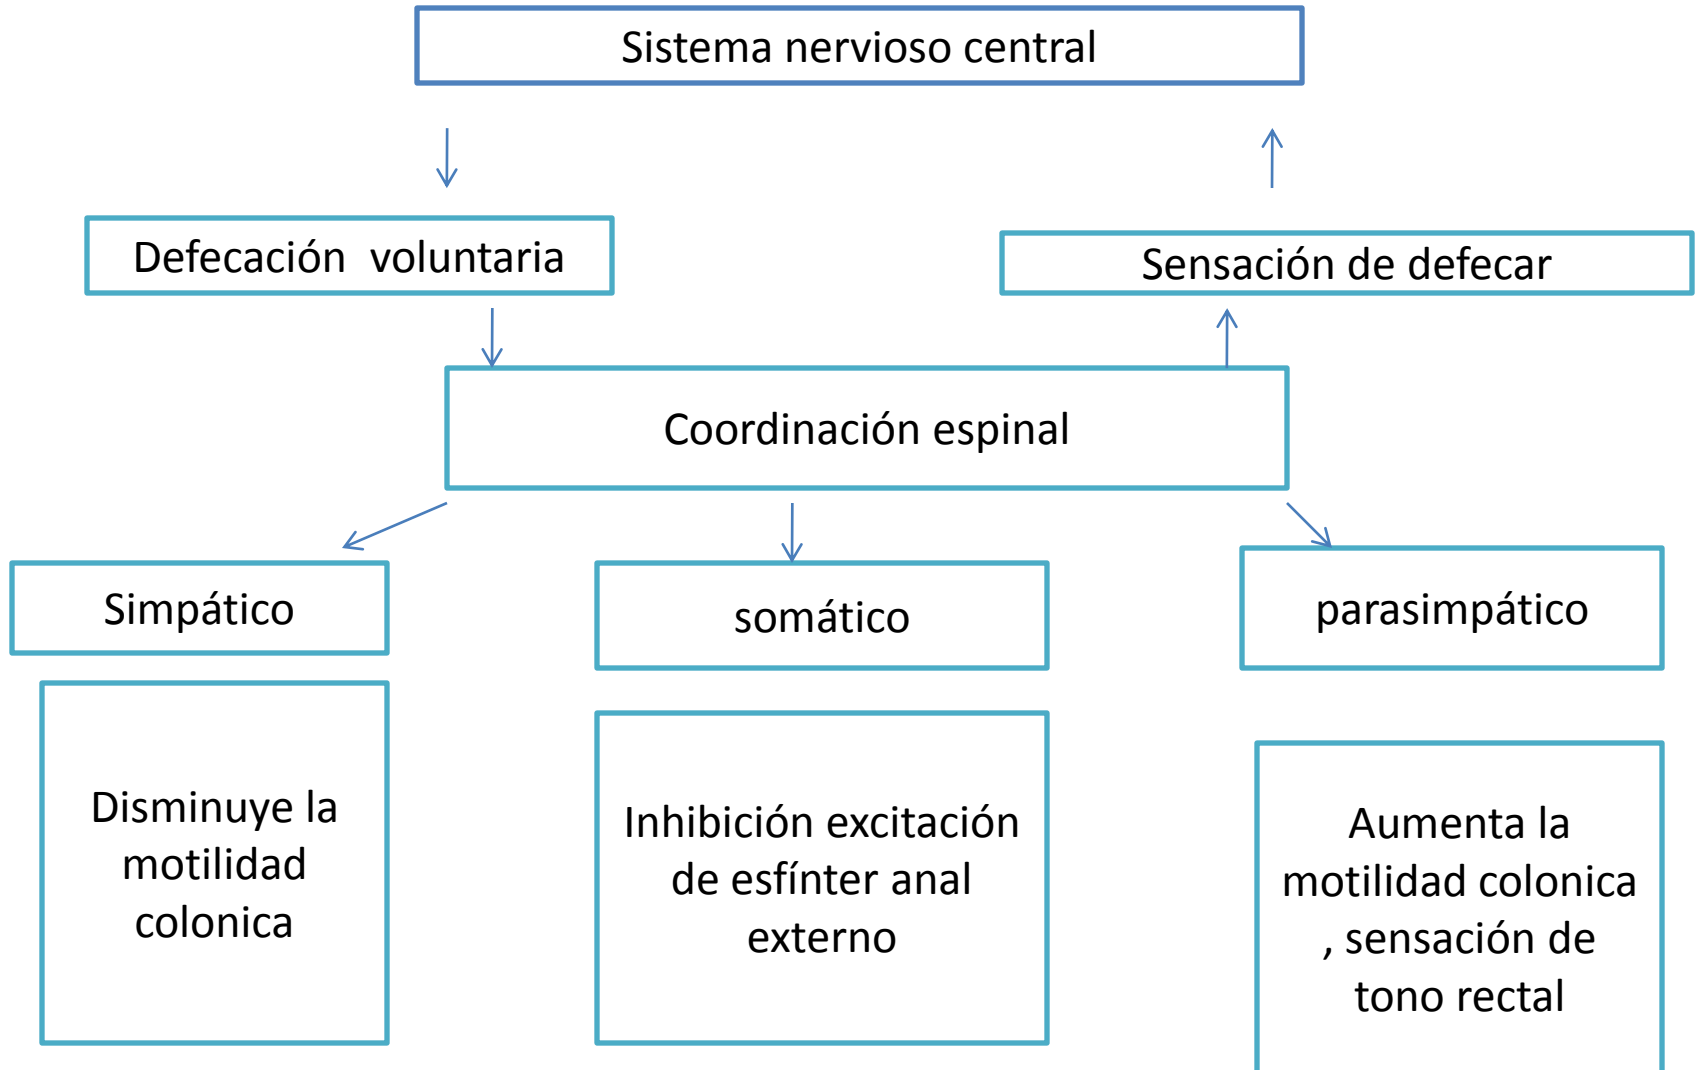 Sistema nervioso central
Defecación  voluntaria
Sensación de defecar
Coordinación espinal
Simpático
somático
parasimpático
Disminuye la
motilidad
colonica
Inhibición excitación
de esfínter anal
externo
Aumenta la
motilidad colonica
, sensación de
tono rectal